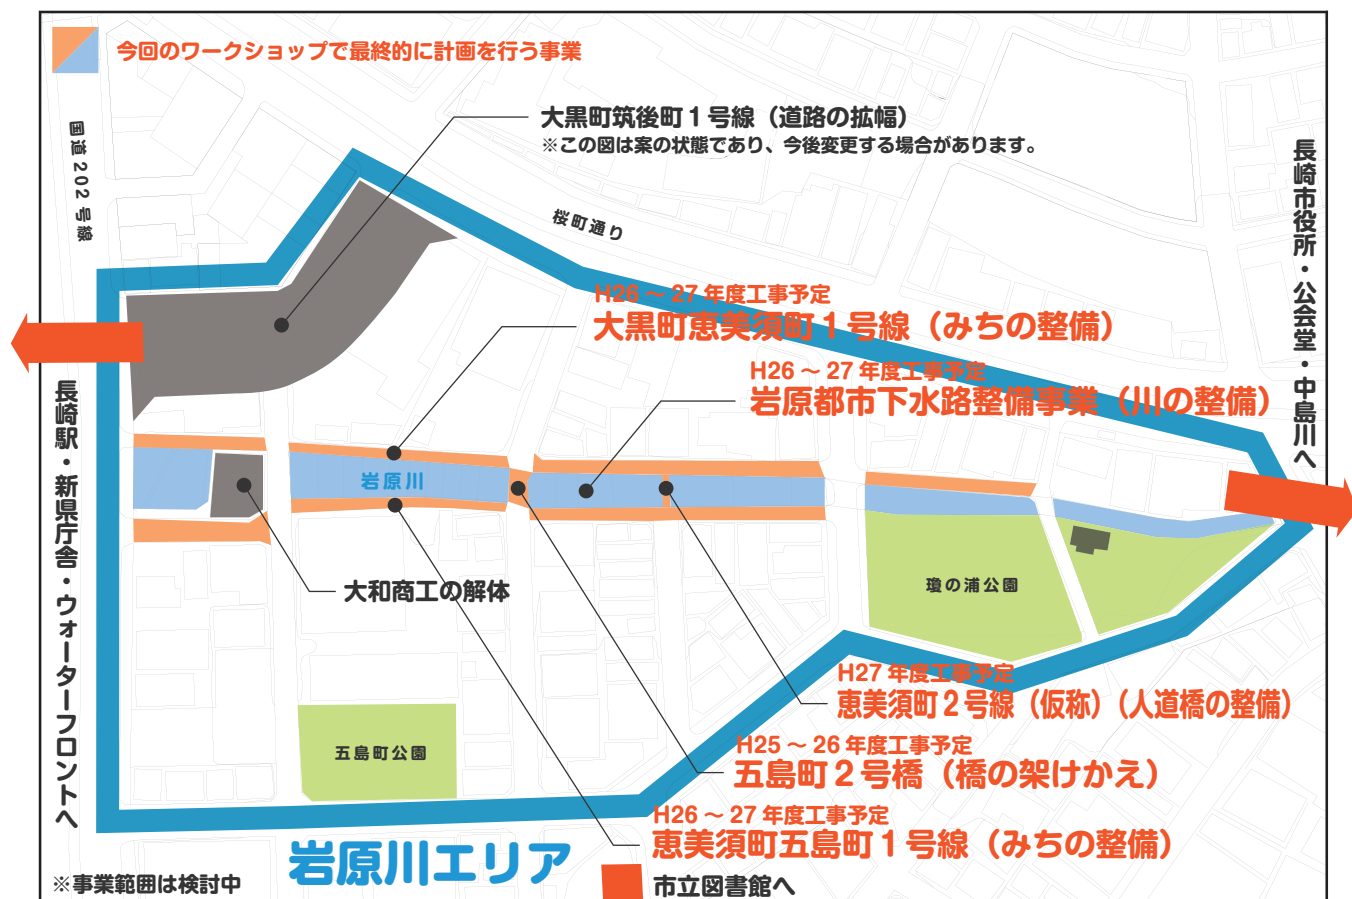 今回のワークショップで最終的に計画を行う事業
国道202号線
大黒町筑後町1号線（道路の拡幅）
※この図は案の状態であり、今後変更する場合があります。
桜町通り
長崎市役所・公会堂・中島川へ
H26～27年度工事予定
大黒町恵美須町1号線（みちの整備）
H26～27年度工事予定
岩原都市下水路整備事業（川の整備）
長崎駅・新県庁舎・ウォーターフロントへ
岩原川
大和商工の解体
瓊の浦公園
五島町公園
H27年度工事予定
恵美須町2号線（仮称）（人道橋の整備）
H25～26年度工事予定
五島町2号橋（橋の架けかえ）
H26～27年度工事予定
恵美須町五島町1号線（みちの整備）
岩原川エリア
※事業範囲は検討中
市立図書館へ